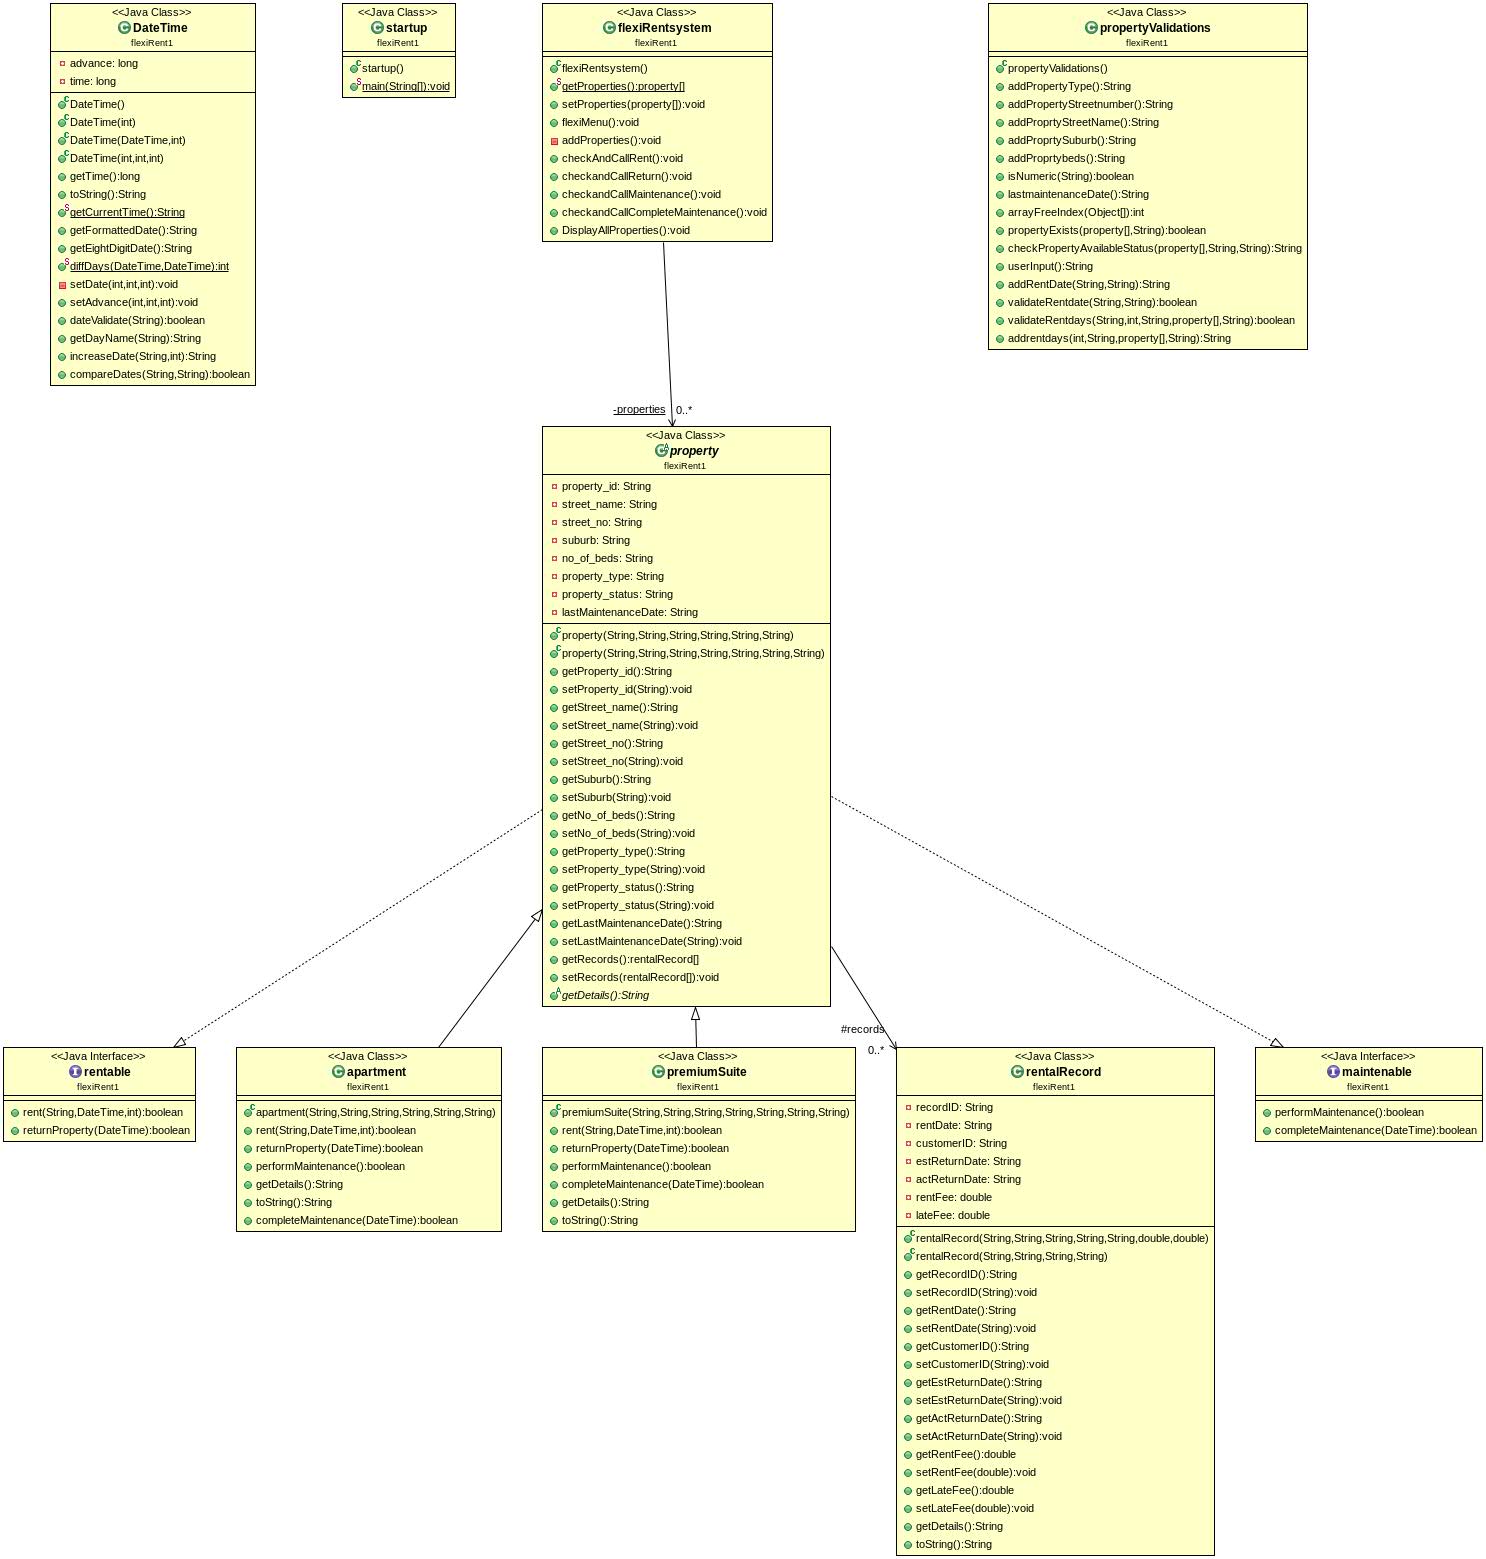 <<Java Class>>
DateTime
flexiRent1
advance: long
time: long
DateTime()
DateTime(int)
DateTime(DateTime,int)
DateTime(int,int,int)
getTime():long
toString():String
getCurrentTime():String
getFormattedDate():String
getEightDigitDate():String
diffDays(DateTime,DateTime):int
setDate(int,int,int):void
setAdvance(int,int,int):void
dateValidate(String):boolean
getDayName(String):String
increaseDate(String,int):String
compareDates(String,String):boolean
<<Java Class>>
startup
flexiRent1
startup()
main(String[]):void
<<Java Class>>
flexiRentsystem
flexiRent1
flexiRentsystem()
getProperties():property[]
setProperties(property[]):void
flexiMenu():void
addProperties():void
checkAndCallRent():void
checkandCallReturn():void
checkandCallMaintenance():void
checkandCallCompleteMaintenance():void
DisplayAllProperties():void
<<Java Class>>
propertyValidations
flexiRent1
propertyValidations()
addPropertyType():String
addPropertyStreetnumber():String
addProprtyStreetName():String
addProprtySuburb():String
addProprtybeds():String
isNumeric(String):boolean
lastmaintenanceDate():String
arrayFreeIndex(Object[]):int
propertyExists(property[],String):boolean
checkPropertyAvailableStatus(property[],String,String):String
userInput():String
addRentDate(String,String):String
validateRentdate(String,String):boolean
validateRentdays(String,int,String,property[],String):boolean
addrentdays(int,String,property[],String):String
-properties 0..*
<<Java Class>>
property
flexiRent1
property_id: String
street_name: String
street_no: String
suburb: String
no_of_beds: String
property_type: String
property_status: String
lastMaintenanceDate: String
property(String,String,String,String,String,String)
property(String,String,String,String,String,String,String)
getProperty_id():String
setProperty_id(String):void
getStreet_name():String
setStreet_name(String):void
getStreet_no():String
setStreet_no(String):void
getSuburb():String
setSuburb(String):void
getNo_of_beds():String
setNo_of_beds(String):void
getProperty_type():String
setProperty_type(String):void
getProperty_status():String
setProperty_status(String):void
getLastMaintenanceDate():String
setLastMaintenanceDate(String):void
getRecords():rentalRecord[]
setRecords(rentalRecord[]):void
getDetails():String
#records
0..*
<<Java Interface>>
rentable
flexiRent1
rent(String,DateTime,int):boolean
returnProperty(DateTime):boolean
<<Java Class>>
apartment
flexiRent1
apartment(String,String,String,String,String,String)
rent(String,DateTime,int):boolean
returnProperty(DateTime):boolean
performMaintenance():boolean
getDetails():String
toString():String
completeMaintenance(DateTime):boolean
<<Java Class>>
premiumSuite
flexiRent1
premiumSuite(String,String,String,String,String,String,String)
rent(String,DateTime,int):boolean
returnProperty(DateTime):boolean
performMaintenance():boolean
completeMaintenance(DateTime):boolean
getDetails():String
toString():String
<<Java Class>>
rentalRecord
flexiRent1
recordID: String
rentDate: String
customerID: String
estReturnDate: String
actReturnDate: String
rentFee: double
lateFee: double
rentalRecord(String,String,String,String,String,double,double)
rentalRecord(String,String,String,String)
getRecordID():String
setRecordID(String):void
getRentDate():String
setRentDate(String):void
getCustomerID():String
setCustomerID(String):void
getEstReturnDate():String
setEstReturnDate(String):void
getActReturnDate():String
setActReturnDate(String):void
getRentFee():double
setRentFee(double):void
getLateFee():double
setLateFee(double):void
getDetails():String
toString():String
<<Java Interface>>
maintenable
flexiRent1
performMaintenance():boolean
completeMaintenance(DateTime):boolean